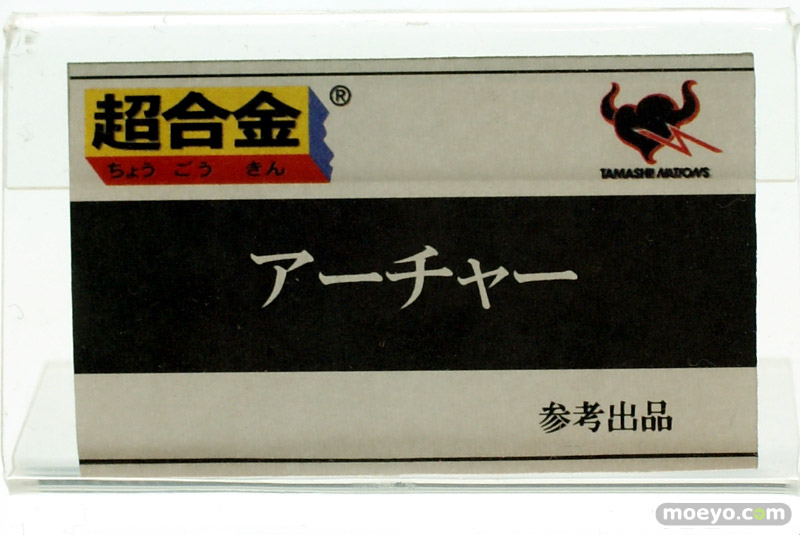 超合金®
ちょうごうきん
TAMASHII NATIONS
アーチャー
参考出品
moeyo.com